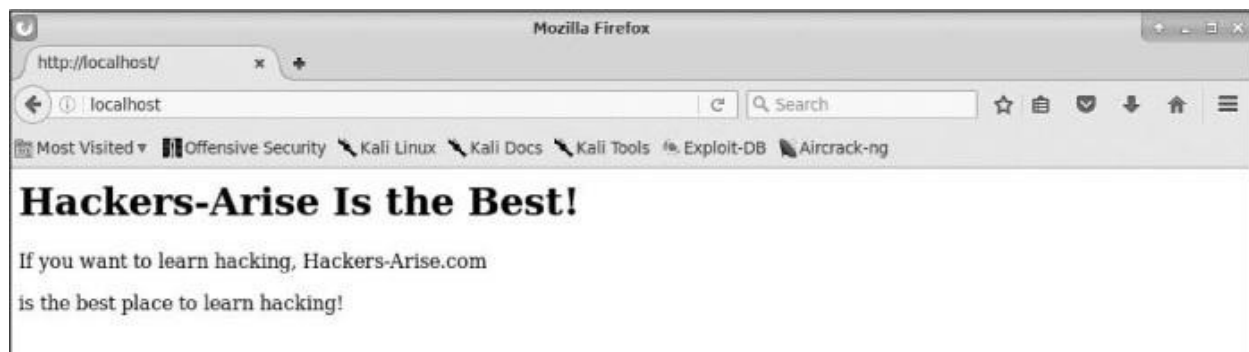 Mozilla Firefox
http://localhost/
localhost
Search
Most Visited Offensive Security Kali Linux Kali Docs Kali Tools Exploit-DB Aircrack-ng
Hackers-Arise Is the Best!
If you want to learn hacking, Hackers-Arise.com
is the best place to learn hacking!